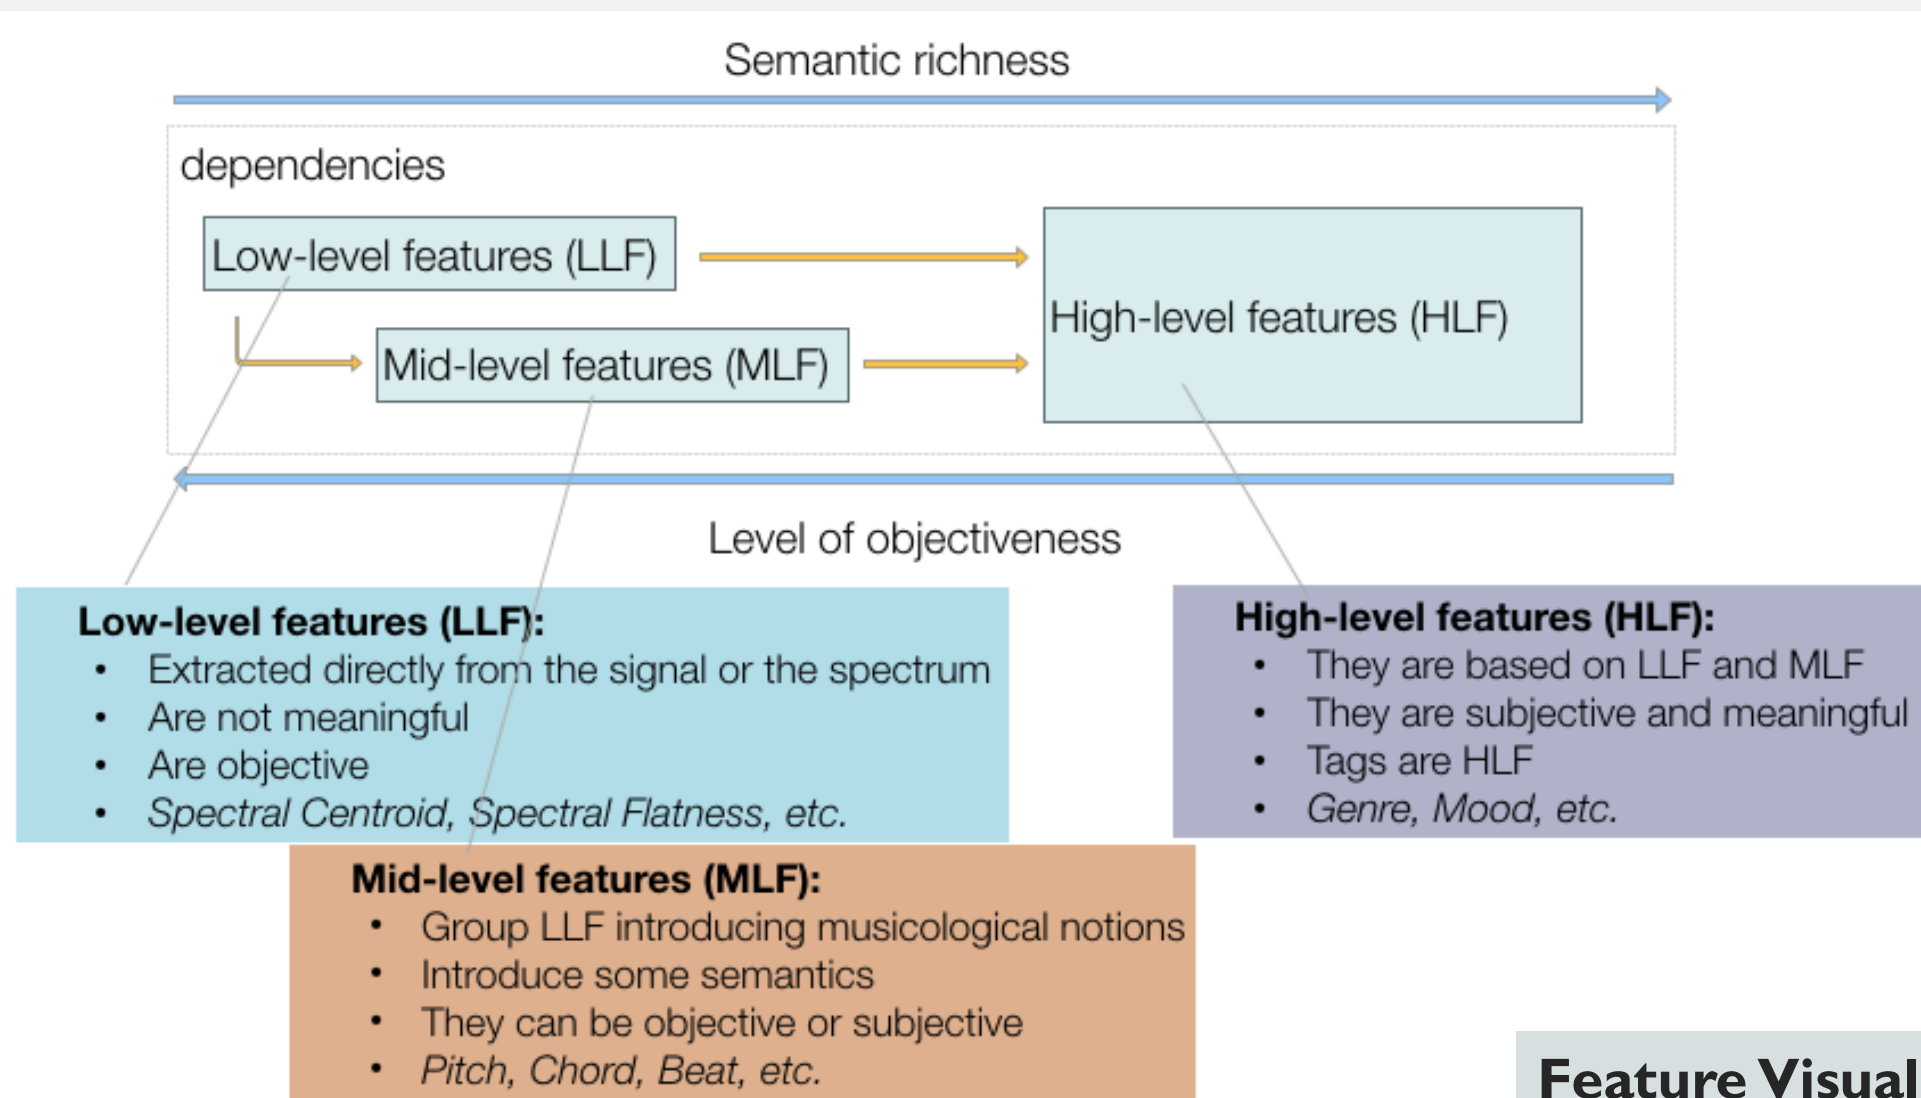 Semantic richness
dependencies
Low-level features (LLF)
High-level features (HLF)
Mid-level features (MLF)
Level of objectiveness
Low-level features (LLF):
• Extracted directly from the signal or the spectrum
• Are not meaningful
• Are objective
• Spectral Centroid, Spectral Flatness, etc.
High-level features (HLF):
• They are based on LLF and MLF
• They are subjective and meaningful
• Tags are HLF
• Genre, Mood, etc.
Mid-level features (MLF):
• Group LLF introducing musicological notions
• Introduce some semantics
• They can be objective or subjective
• Pitch, Chord, Beat, etc.
Feature Visual